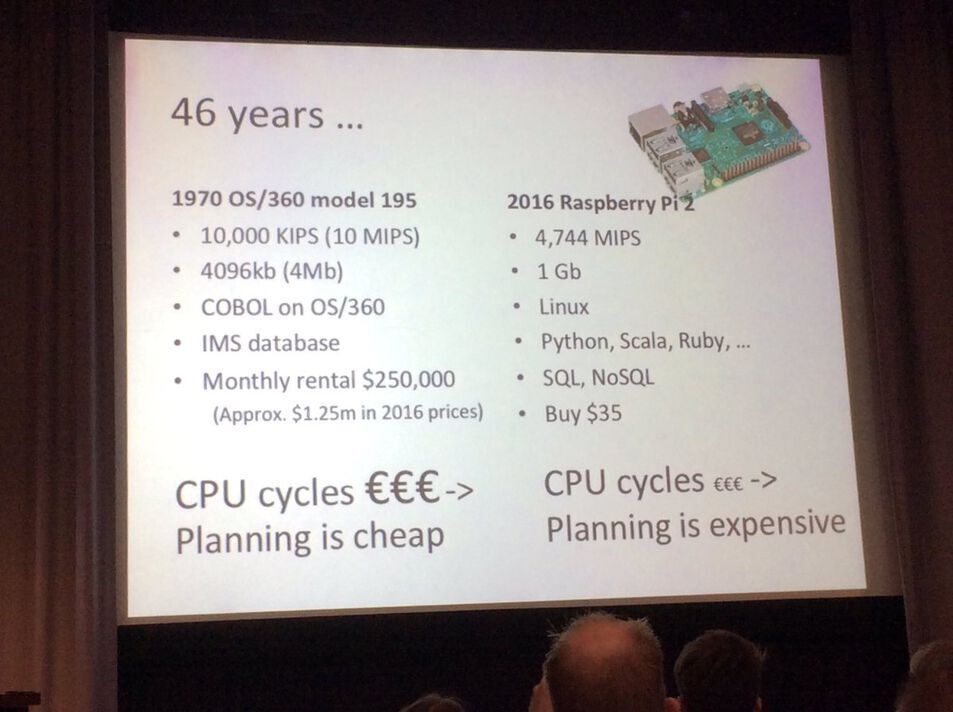 46 years ...
1970 OS/360 model 195
• 10,000 KIPS (10 MIPS)
• 4096kb (4Mb)
• COBOL on OS/360
• IMS database
• Monthly rental $250,000
(Approx. $1.25m in 2016 prices)
CPU cycles €€€ ->
Planning is cheap
2016 Raspberry Pi 2
• 4,744 MIPS
• 1 Gb
• Linux
• Python, Scala, Ruby, ...
• SQL, NoSQL
• Buy $35
CPU cycles €€€ ->
Planning is expensive